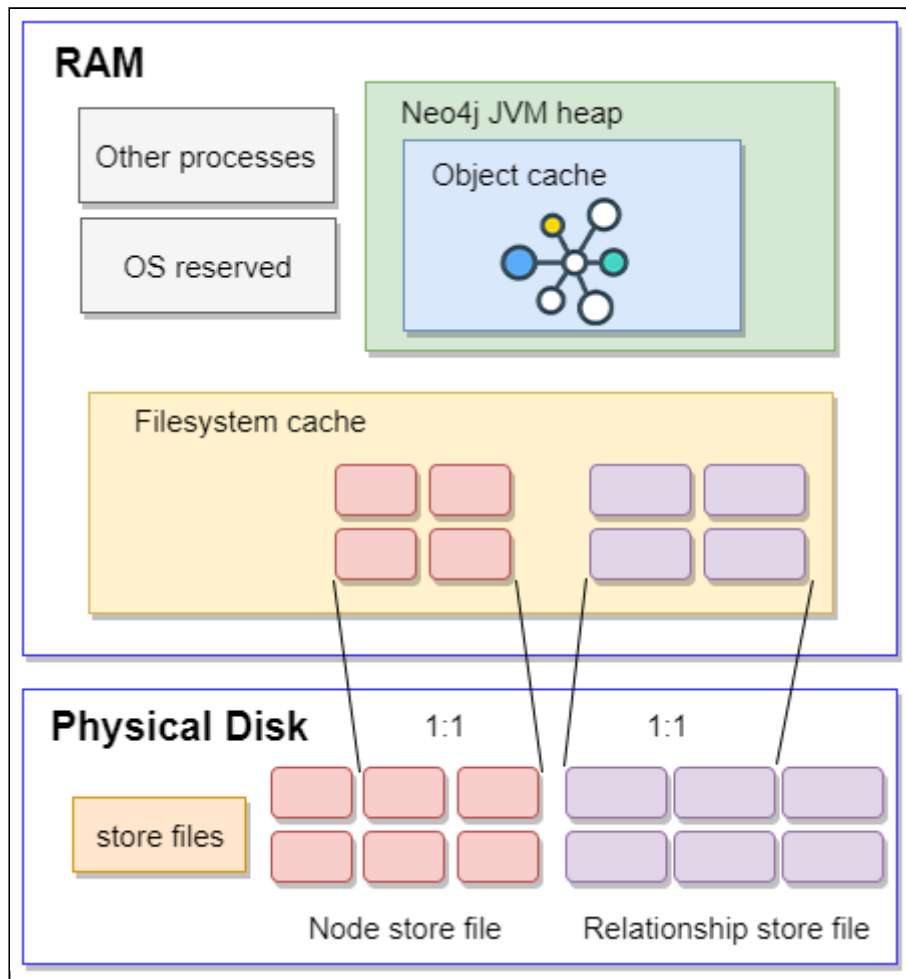 RAM
Neo4j JVM heap
Other processes
Object cache
OS reserved
Filesystem cache
Physical Disk
1:1
1:1
store files
Node store file
Relationship store file